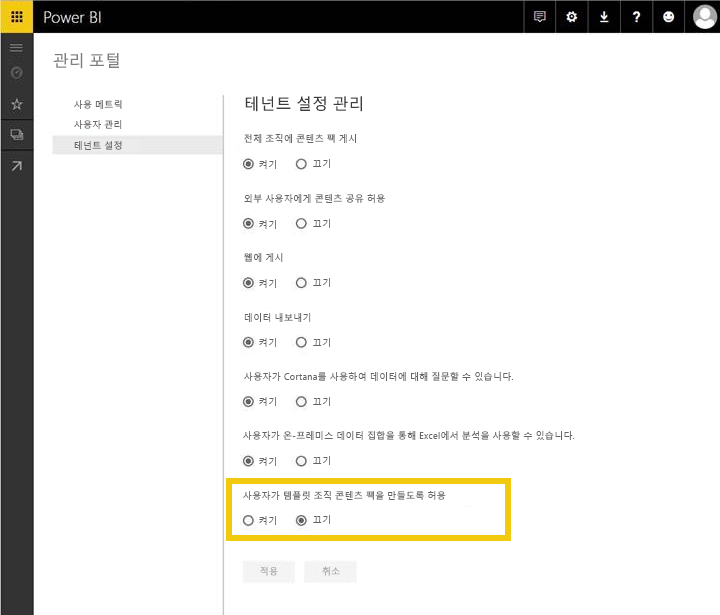 Power BI
관리 포털
사용 메트릭
사용자 관리
테넌트 설정
테넌트 설정 관리
전체 조직에 콘텐츠 팩 게시
켜기 끄기
외부 사용자에게 콘텐츠 공유 허용
켜기 끄기
웹에 게시
켜기 끄기
데이터 내보내기
켜기 끄기
사용자가 Cortana를 사용하여 데이터에 대해 질문할 수 있습니다.
켜기 끄기
사용자가 온-프레미스 데이터 집합을 통해 Excel에서 분석을 사용할 수 있습니다.
켜기 끄기
사용자가 템플릿 조직 콘텐츠 팩을 만들도록 허용
켜기 끄기
적용 취소